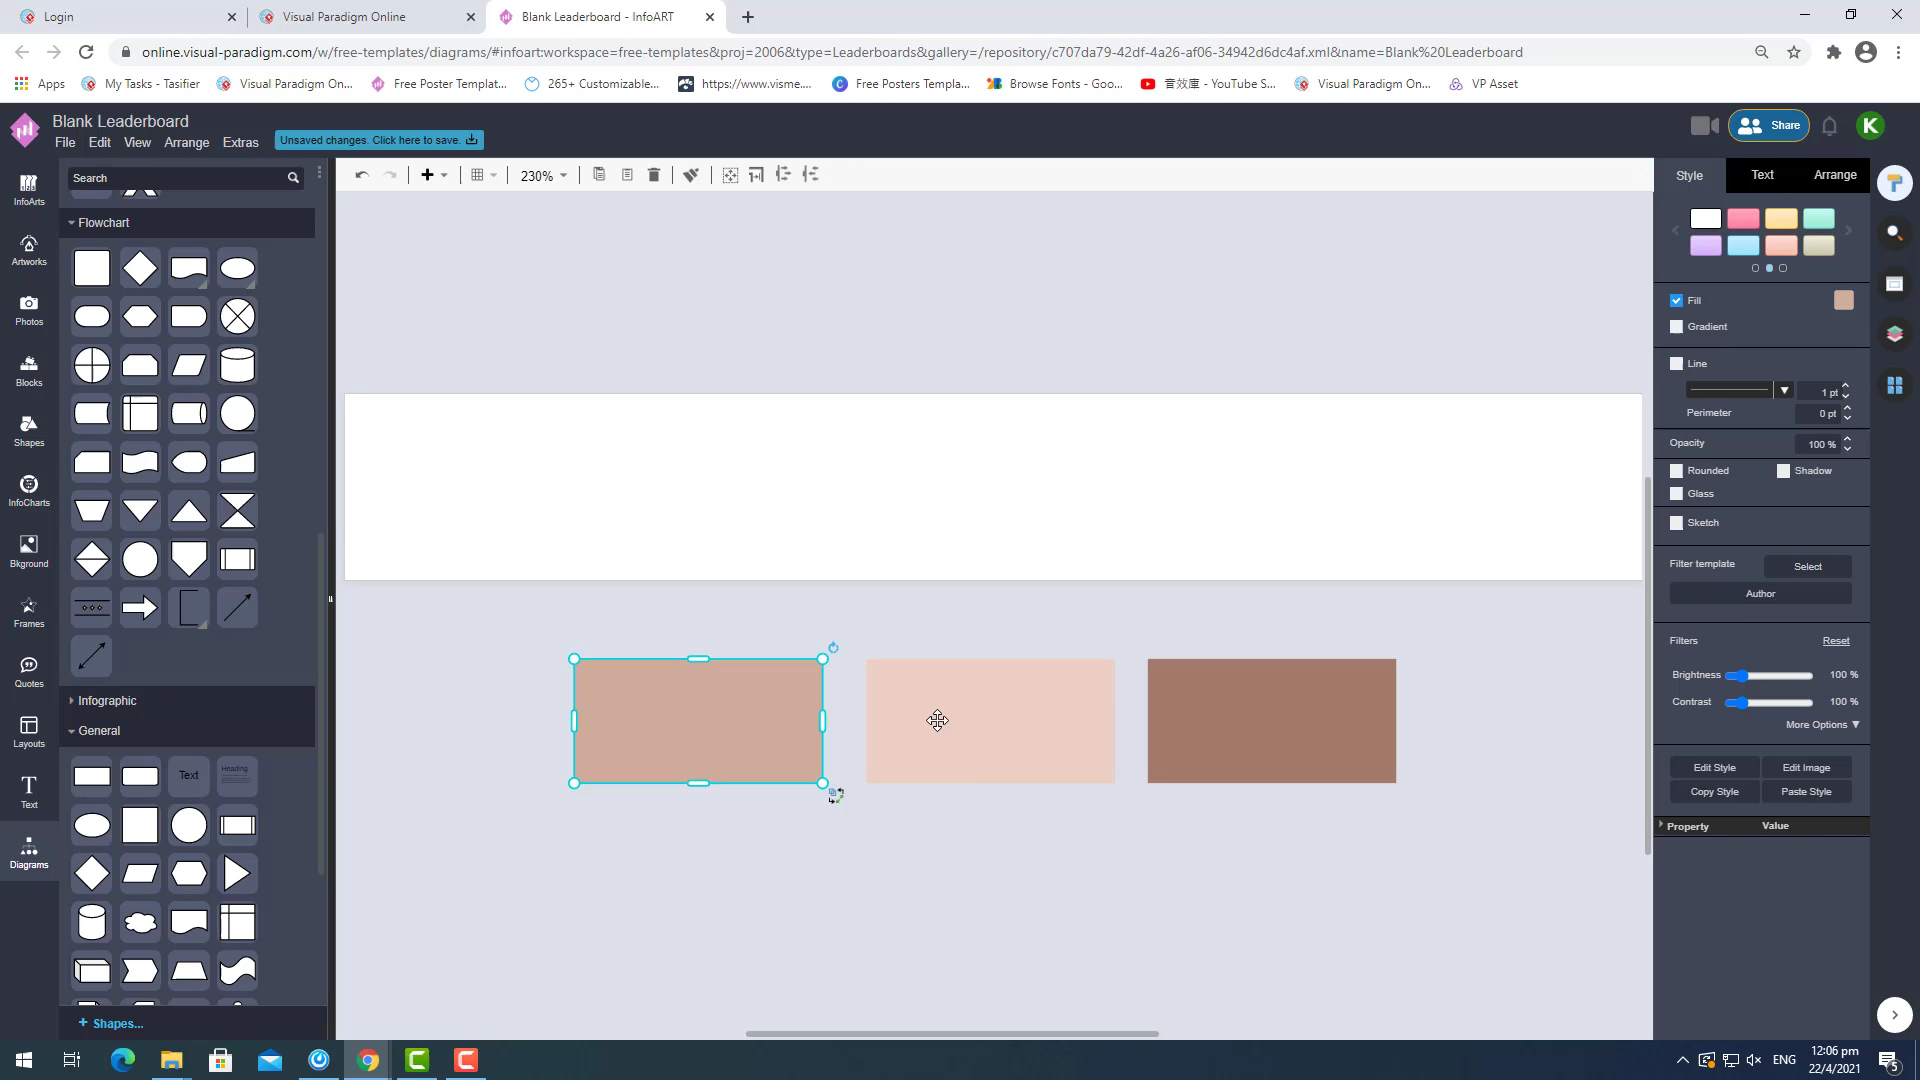 Login
Visual Paradigm Online
Blank Leaderboard - InfoART
online.visual-paradigm.com/w/free-templates/diagrams/#infoart:workspace=free-templates&proj=2006&type=Leaderboards&gallery=/repository/c707da79-42df-4a26-af06-34942d6dc4af.xml&name=Blank%20Leaderboard
Apps
My Tasks - Tasifier
Visual Paradigm On...
Free Poster Templat...
265+ Customizable...
https://www.visme....
Free Posters Templa...
Browse Fonts - Goo...
音效庫 - YouTube S...
Visual Paradigm On...
VP Asset
Blank Leaderboard
File
Edit
View
Arrange
Extras
Unsaved changes. Click here to save.
Share
K
InfoArts
Artworks
Photos
Blocks
Shapes
InfoCharts
Bkground
Frames
Quotes
Layouts
Text
Diagrams
Search
Flowchart
Infographic
General
Text
Heading
+ Shapes...
230%
Style
Text
Arrange
Fill
Gradient
Line
1 pt
Perimeter
0 pt
Opacity
100 %
Rounded
Shadow
Glass
Sketch
Filter template
Select
Author
Filters
Reset
Brightness
100 %
Contrast
100 %
More Options ▼
Edit Style
Edit Image
Copy Style
Paste Style
Property
Value
ENG
12:06 pm
22/4/2021
5